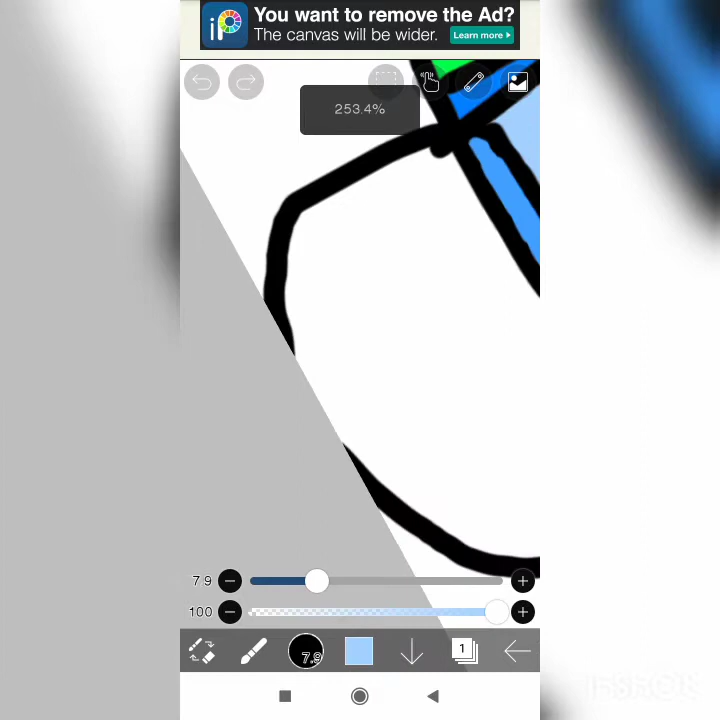 You want to remove the Ad?
The canvas will be wider.
Learn more
iP
253.4%
7.9
100
7.9
1